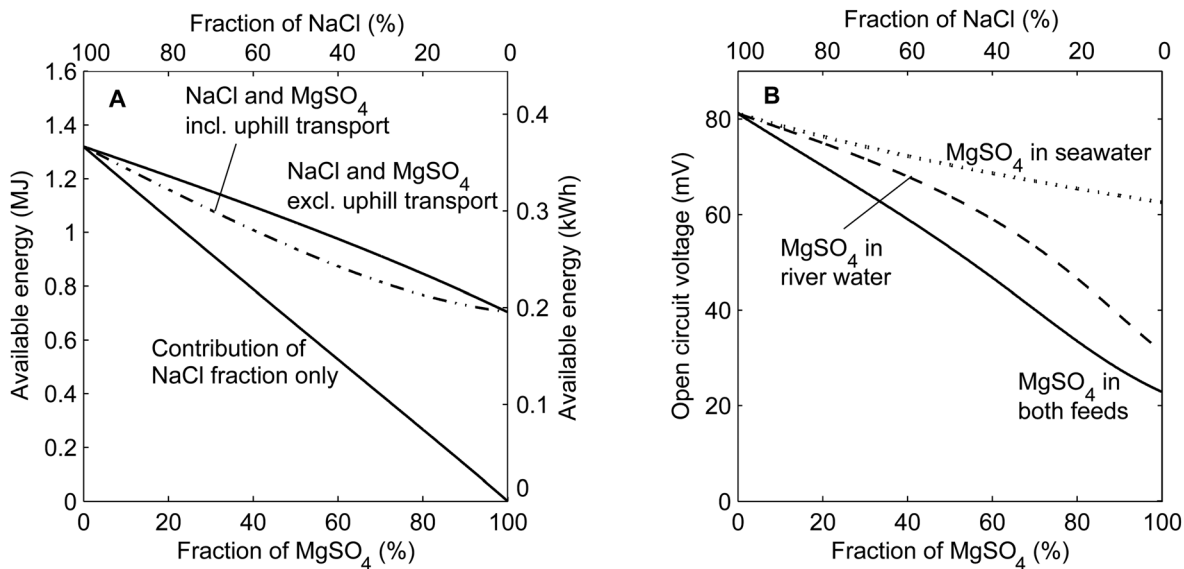 Fraction of NaCl (%)
100 80 60 40 20 0
1.6
1.4
1.2
1
0.8
0.6
0.4
0.2
0
Available energy (MJ)
A
NaCl and MgSO4
incl. uphill transport
NaCl and MgSO4
excl. uphill transport
Contribution of
NaCl fraction only
0.4
0.3
0.2
0.1
0
Available energy (kWh)
0 20 40 60 80 100
Fraction of MgSO4 (%)
Fraction of NaCl (%)
100 80 60 40 20 0
80
60
40
20
0
Open circuit voltage (mV)
B
MgSO4 in seawater
MgSO4 in
river water
MgSO4 in
both feeds
0 20 40 60 80 100
Fraction of MgSO4 (%)